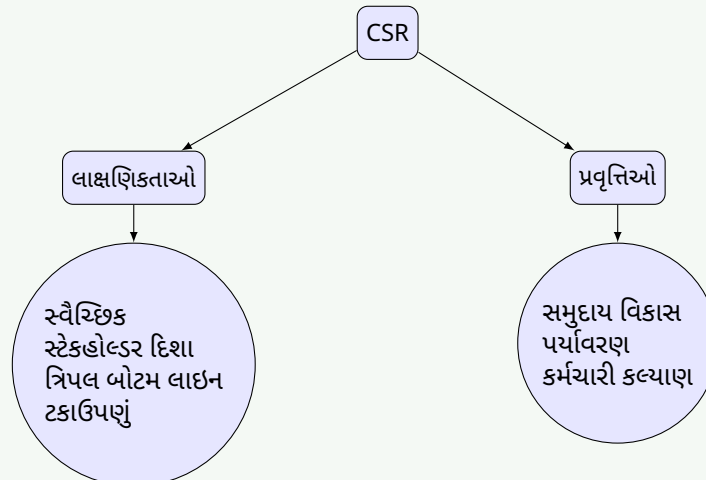 CSR
લાક્ષણિકતાઓ
પ્રવૃત્તિઓ
સ્વૈચ્છિક
સ્ટેકહોલ્ડર દિશા
ત્રિપલ બોટમ લાઇન
ટકાઉપણું
સમુદાય વિકાસ
પર્યાવરણ
કર્મચારી કલ્યાણ